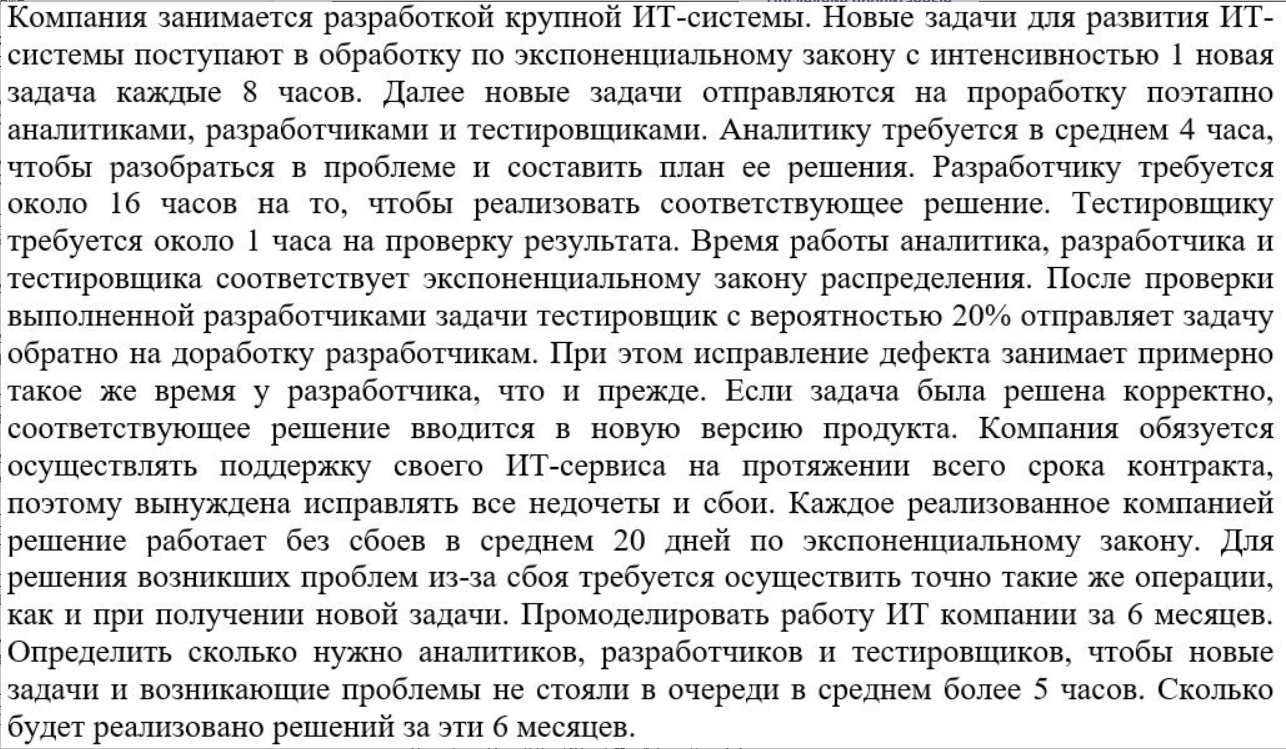 Компания занимается разработкой крупной ИТ-системы. Новые задачи для развития ИТ-
системы поступают в обработку по экспоненциальному закону с интенсивностью 1 новая
задача каждые 8 часов. Далее новые задачи отправляются на проработку поэтапно
аналитиками, разработчиками и тестировщиками. Аналитику требуется в среднем 4 часа,
чтобы разобраться в проблеме и составить план ее решения. Разработчику требуется
около 16 часов на то, чтобы реализовать соответствующее решение. Тестировщику
требуется около 1 часа на проверку результата. Время работы аналитика, разработчика и
тестировщика соответствует экспоненциальному закону распределения. После проверки
выполненной разработчиками задачи тестировщик с вероятностью 20% отправляет задачу
обратно на доработку разработчикам. При этом исправление дефекта занимает примерно
такое же время у разработчика, что и прежде. Если задача была решена корректно,
соответствующее решение вводится в новую версию продукта. Компания обязуется
осуществлять поддержку своего ИТ-сервиса на протяжении всего срока контракта,
поэтому вынуждена исправлять все недочеты и сбои. Каждое реализованное компанией
решение работает без сбоев в среднем 20 дней по экспоненциальному закону. Для
решения возникших проблем из-за сбоя требуется осуществить точно такие же операции,
как и при получении новой задачи. Промоделировать работу ИТ компании за 6 месяцев.
Определить сколько нужно аналитиков, разработчиков и тестировщиков, чтобы новые
задачи и возникающие проблемы не стояли в очереди в среднем более 5 часов. Сколько
будет реализовано решений за эти 6 месяцев.